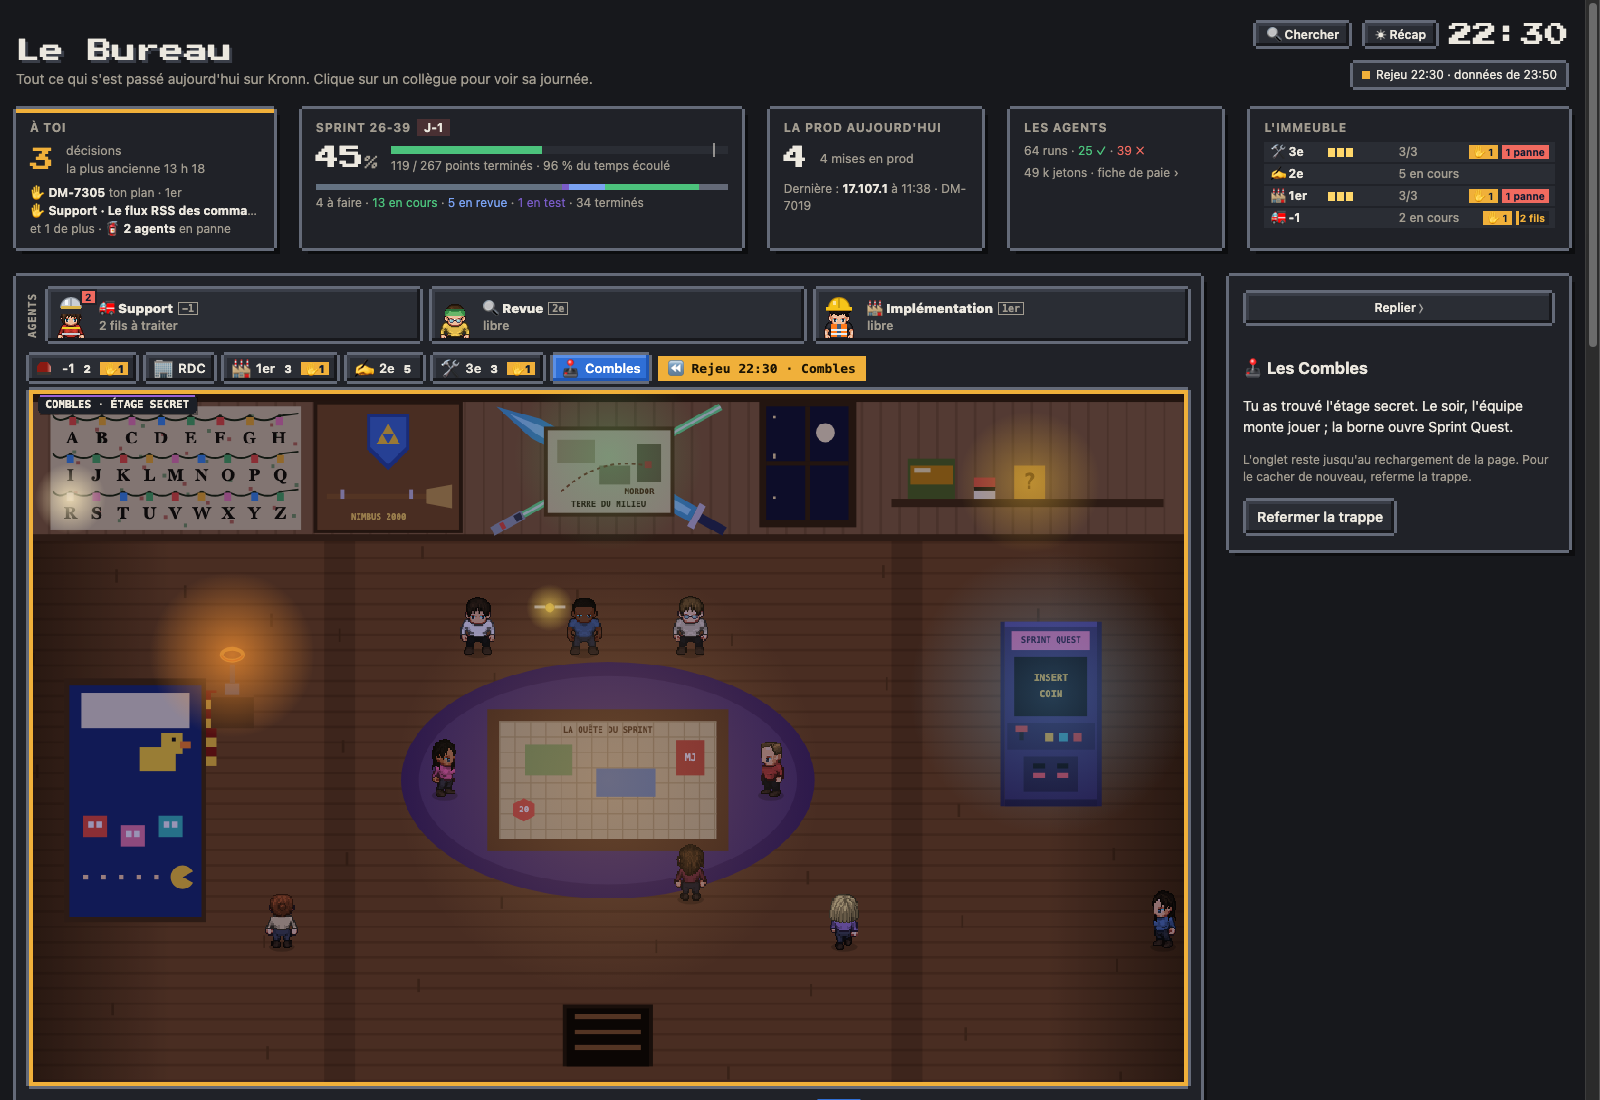 Le Bureau
Tout ce qui s'est passé aujourd'hui sur Kronn. Clique sur un collègue pour voir sa journée.
Chercher
Récap
22:30
Rejeu 22:30 · données de 23:50
À TOI
3 décisions
la plus ancienne 13 h 18
DM-7305 ton plan · 1er
Support · Le flux RSS des comma…
et 1 de plus · 2 agents en panne
SPRINT 26-39 J-1
45%
119 / 267 points terminés · 96 % du temps écoulé
4 à faire · 13 en cours · 5 en revue · 1 en test · 34 terminés
LA PROD AUJOURD'HUI
4 4 mises en prod
Dernière : 17.107.1 à 11:38 · DM-
7019
LES AGENTS
64 runs · 25 ✓ · 39 ✕
49 k jetons · fiche de paie ›
L'IMMEUBLE
3e 3/3 1 1 panne
2e 5 en cours
1er 3/3 1 1 panne
-1 2 en cours 1 2 fils
AGENTS
2
Support -1
2 fils à traiter
Revue 2e
libre
Implémentation 1er
libre
-1 2 1
RDC
1er 3 1
2e 5
3e 3 1
Combles
Rejeu 22:30 · Combles
COMBLES · ÉTAGE SECRET
A B C D E F G H
I J K L M N O P Q
R S T U V W X Y Z
NIMBUS 2000
MORDOR
TERRE DU MILIEU
?
SPRINT QUEST
INSERT
COIN
LA QUÊTE DU SPRINT
MJ
20
Replier ›
Les Combles
Tu as trouvé l'étage secret. Le soir, l'équipe
monte jouer ; la borne ouvre Sprint Quest.
L'onglet reste jusqu'au rechargement de la page. Pour
le cacher de nouveau, referme la trappe.
Refermer la trappe